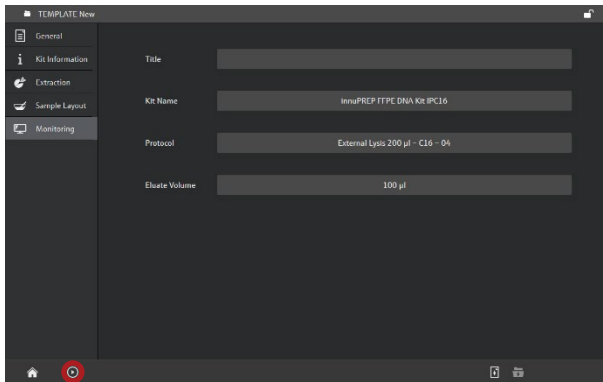 TEMPLATE New
General
Kit Information
Extraction
Sample Layout
Monitoring
Title
Kit Name
InnuPREP FFPE DNA Kit IPC16
Protocol
External Lysis 200 µl – C16 – 04
Eluate Volume
100 µl